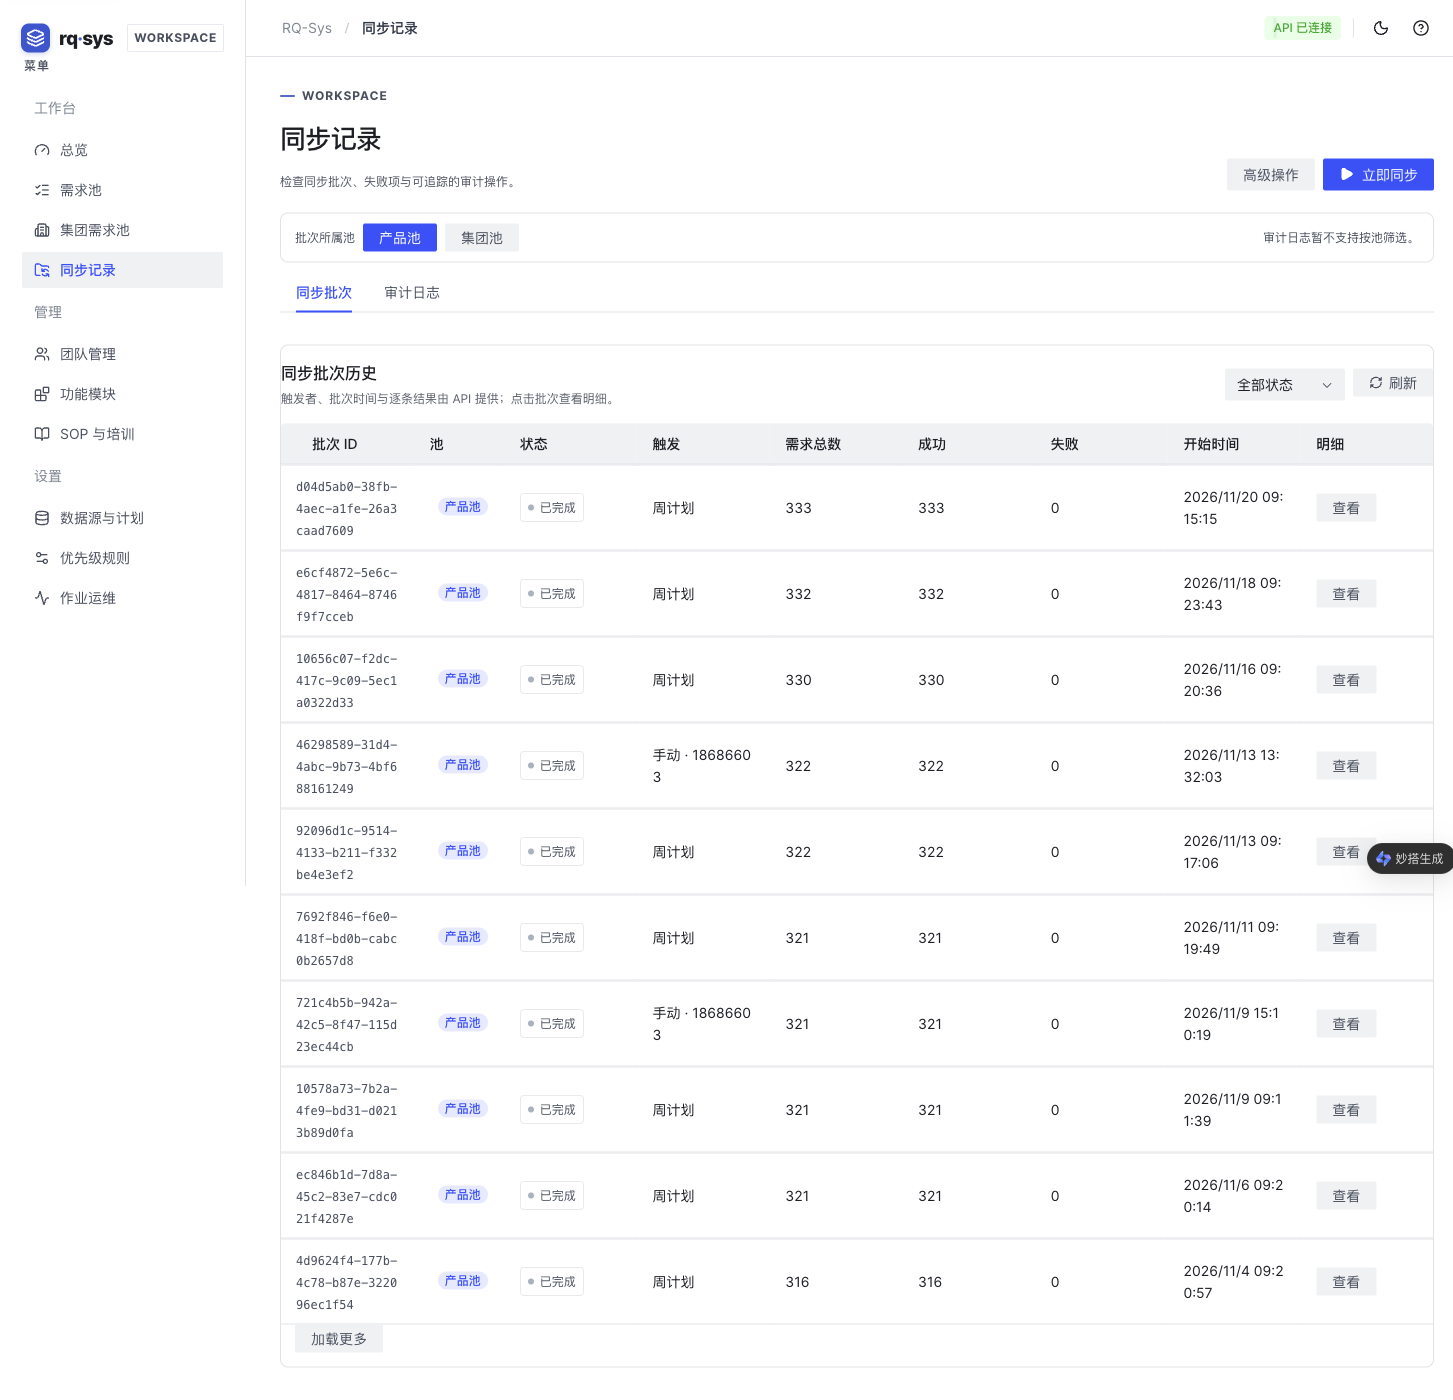 rq·sys WORKSPACE
菜单
工作台
总览
需求池
集团需求池
同步记录
管理
团队管理
功能模块
SOP 与培训
设置
数据源与计划
优先级规则
作业运维
RQ-Sys / 同步记录
API 已连接
WORKSPACE
同步记录
检查同步批次、失败项与可追踪的审计操作。
高级操作 立即同步
批次所属池 产品池 集团池 审计日志暂不支持按池筛选。
同步批次 审计日志
同步批次历史
触发者、批次时间与逐条结果由 API 提供；点击批次查看明细。
全部状态 刷新
批次 ID 池 状态 触发 需求总数 成功 失败 开始时间 明细
d04d5ab0-38fb-
4aec-a1fe-26a3
caad7609
产品池 已完成 周计划 333 333 0
2026/11/20 09:
15:15
查看
e6cf4872-5e6c-
4817-8464-8746
f9f7cceb
产品池 已完成 周计划 332 332 0
2026/11/18 09:
23:43
查看
10656c07-f2dc-
417c-9c09-5ec1
a0322d33
产品池 已完成 周计划 330 330 0
2026/11/16 09:
20:36
查看
46298589-31d4-
4abc-9b73-4bf6
88161249
产品池 已完成
手动 · 1868660
3
322 322 0
2026/11/13 13:
32:03
查看
92096d1c-9514-
4133-b211-f332
be4e3ef2
产品池 已完成 周计划 322 322 0
2026/11/13 09:
17:06
查看
妙搭生成
7692f846-f6e0-
418f-bd0b-cabc
0b2657d8
产品池 已完成 周计划 321 321 0
2026/11/11 09:
19:49
查看
721c4b5b-942a-
42c5-8f47-115d
23ec44cb
产品池 已完成
手动 · 1868660
3
321 321 0
2026/11/9 15:1
0:19
查看
10578a73-7b2a-
4fe9-bd31-d021
3b89d0fa
产品池 已完成 周计划 321 321 0
2026/11/9 09:1
1:39
查看
ec846b1d-7d8a-
45c2-83e7-cdc0
21f4287e
产品池 已完成 周计划 321 321 0
2026/11/6 09:2
0:14
查看
4d9624f4-177b-
4c78-b87e-3220
96ec1f54
产品池 已完成 周计划 316 316 0
2026/11/4 09:2
0:57
查看
加载更多